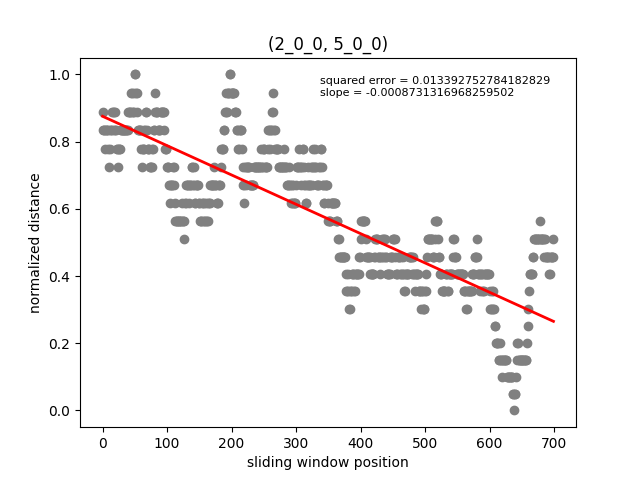 (2_0_0, 5_0_0)
squared error = 0.013392752784182829
slope = -0.0008731316968259502
normalized distance
1.0
0.8
0.6
0.4
0.2
0.0
0 100 200 300 400 500 600 700
sliding window position